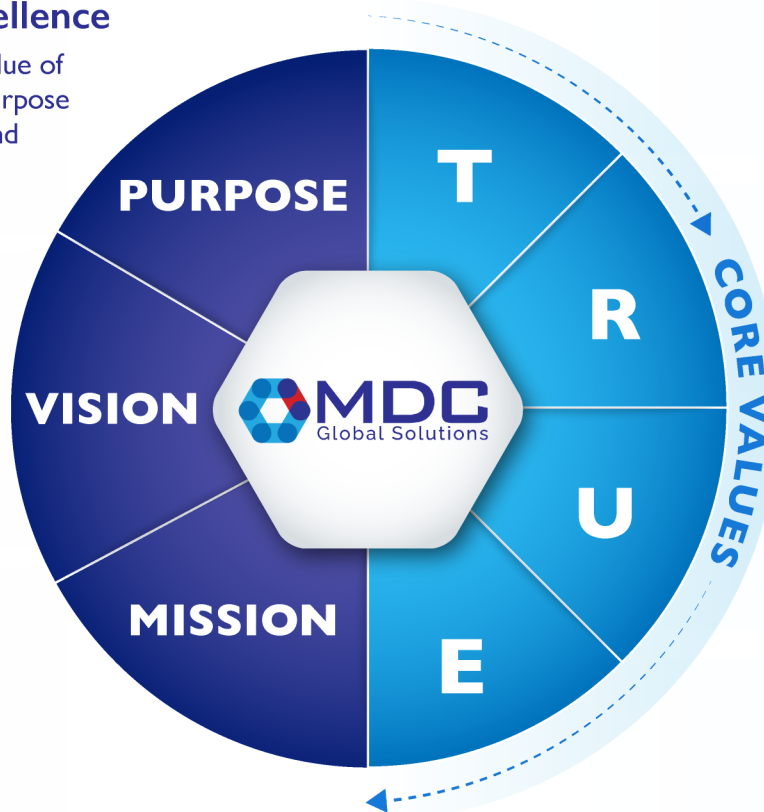 ellence
lue of
rpose
nd
PURPOSE
VISION
MISSION
T
R
U
E
CORE VALUES
MDC
Global Solutions